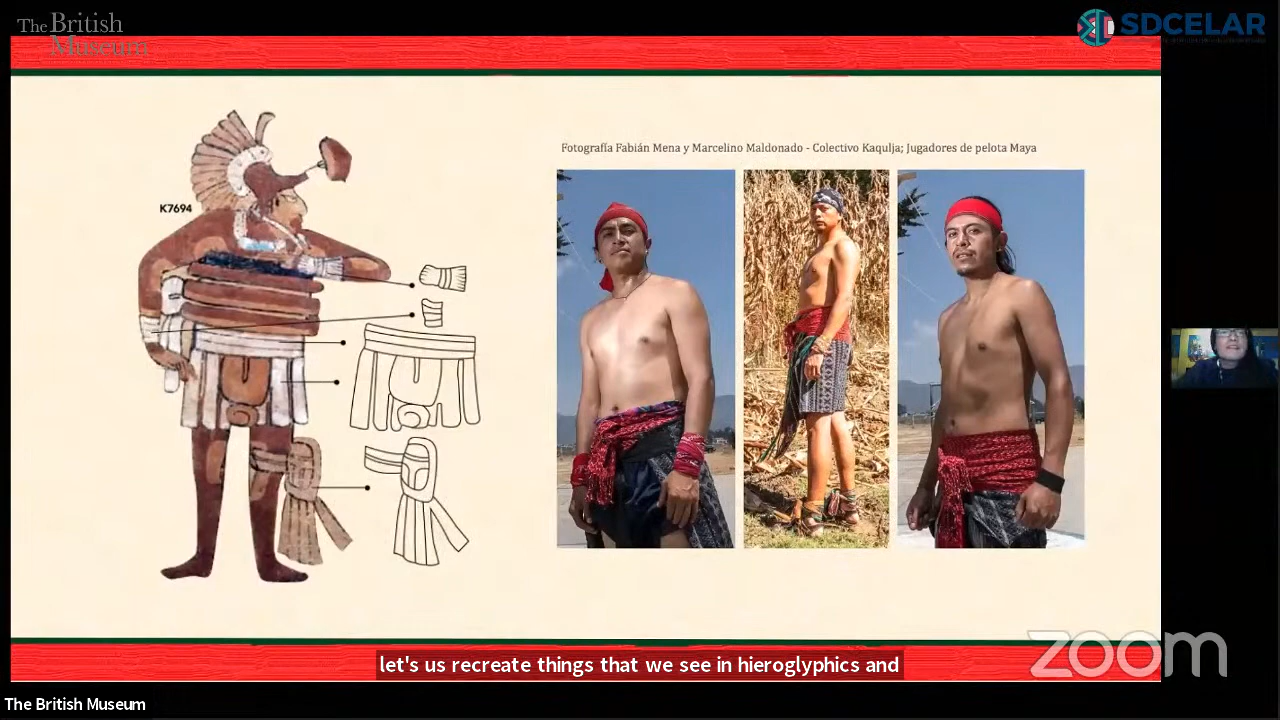 The British
Museum
SDCELAR
Fotografía Fabián Mena y Marcelino Maldonado - Colectivo Kaqulja; Jugadores de pelota Maya
K7694
let's us recreate things that we see in hieroglyphics and
zoom
The British Museum